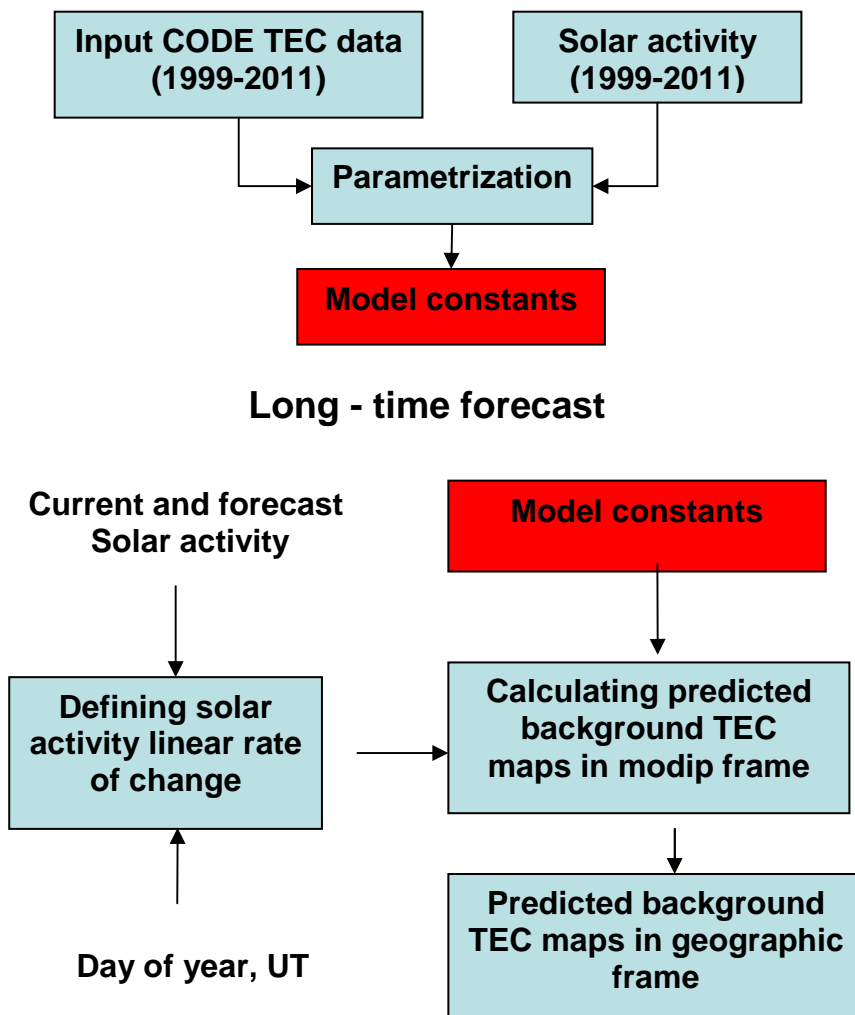 Input CODE TEC data
(1999-2011)
Solar activity
(1999-2011)
Parametrization
Model constants
Long - time forecast
Current and forecast
Solar activity
Model constants
Defining solar
activity linear rate
of change
Calculating predicted
background TEC
maps in modip frame
Day of year, UT
Predicted background
TEC maps in geographic
frame